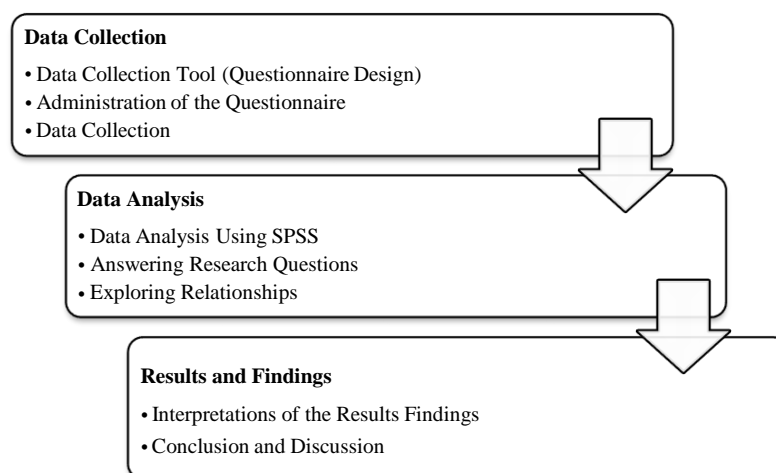 Data Collection
• Data Collection Tool (Questionnaire Design)
• Administration of the Questionnaire
• Data Collection
Data Analysis
• Data Analysis Using SPSS
• Answering Research Questions
• Exploring Relationships
Results and Findings
• Interpretations of the Results Findings
• Conclusion and Discussion